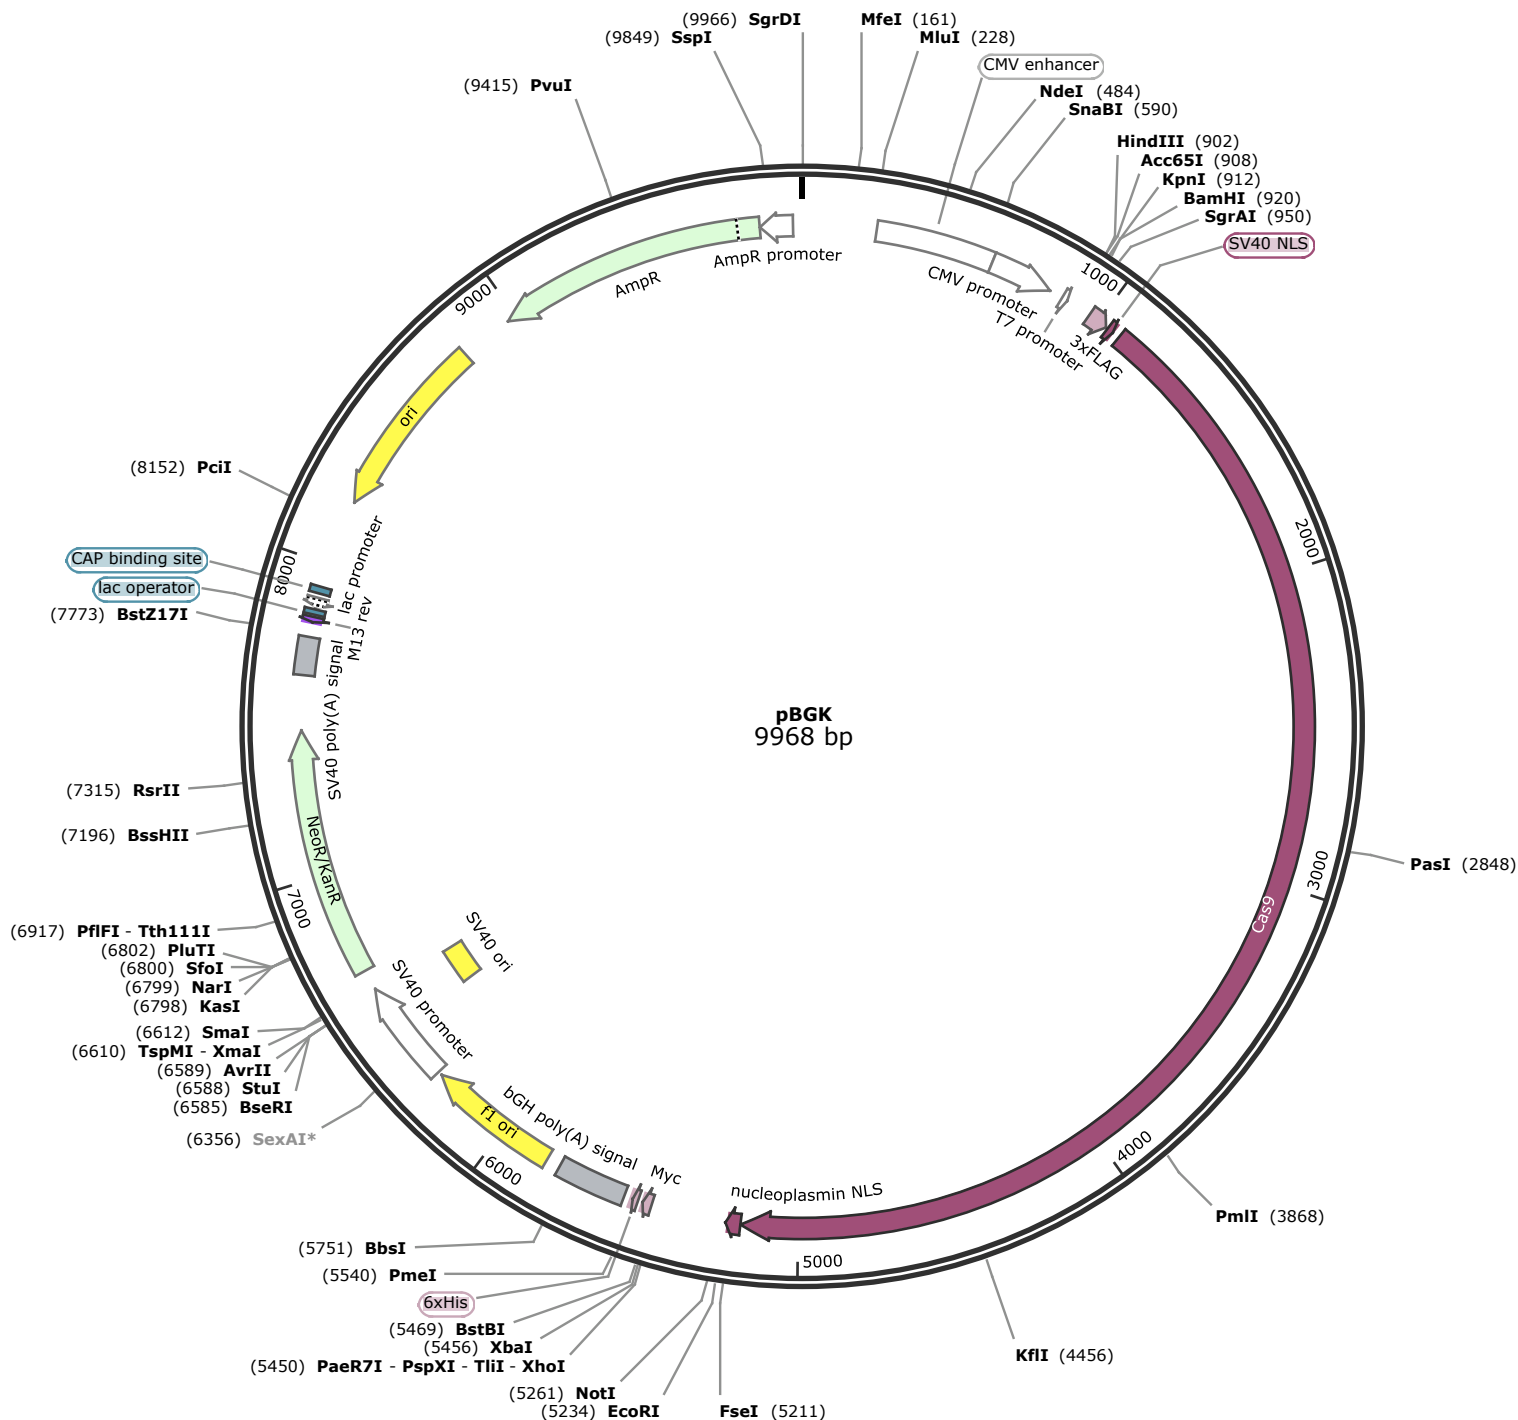 (9966) SgrDI
(9849) SspI
(9415) PvuI
MfeI (161)
MluI (228)
CMV enhancer
NdeI (484)
SnaBI (590)
HindIII (902)
Acc65I (908)
KpnI (912)
BamHI (920)
SgrAI (950)
SV40 NLS
1000
AmpR promoter
AmpR
CMV promoter
T7 promoter
3xFLAG
9000
ori
2000
(8152) PciI
CAP binding site
lac operator
(7773) BstZ17I
8000
lac promoter
M13 rev
SV40 poly(A) signal
pBGK
9968 bp
(7315) RsrII
(7196) BssHII
NeoR/KanR
3000
PasI (2848)
Cas9
7000
(6917) PflFI - Tth111I
(6802) PluTI
(6800) SfoI
(6799) NarI
(6798) KasI
(6612) SmaI
(6610) TspMI - XmaI
(6589) AvrII
(6588) StuI
(6585) BseRI
(6356) SexAI*
SV40 ori
SV40 promoter
f1 ori
bGH poly(A) signal
Myc
6000
nucleoplasmin NLS
5000
4000
PmlI (3868)
KflI (4456)
(5751) BbsI
(5540) PmeI
6xHis
(5469) BstBI
(5456) XbaI
(5450) PaeR7I - PspXI - TliI - XhoI
(5261) NotI
(5234) EcoRI
FseI (5211)